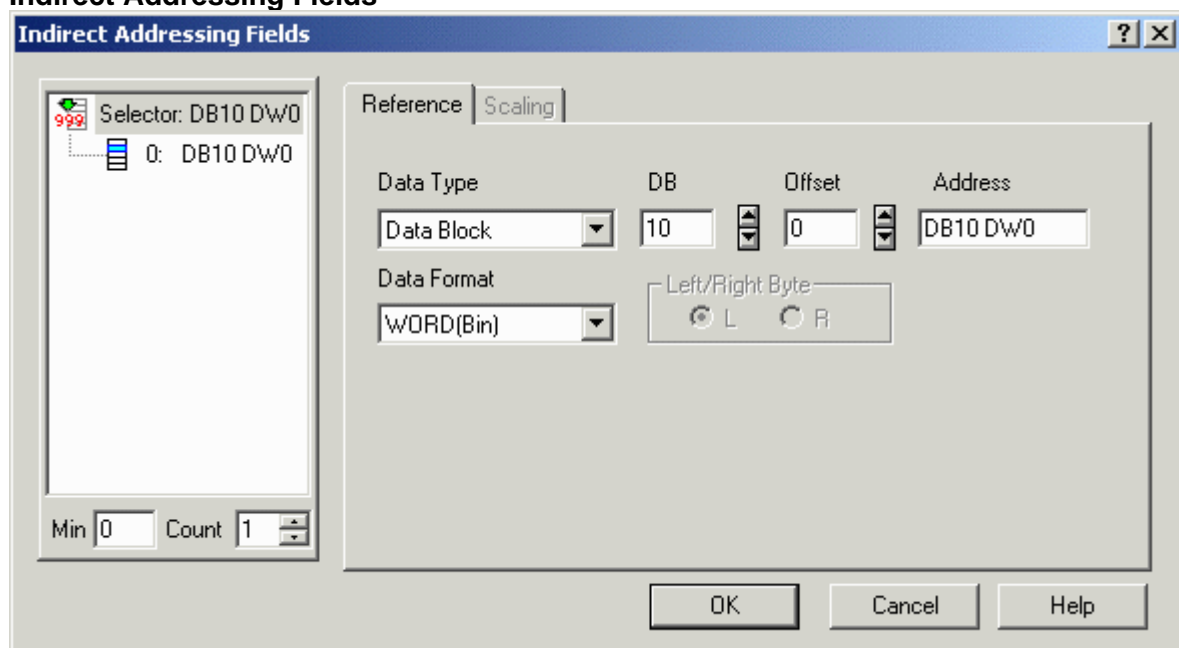 Indirect Addressing Fields
Indirect Addressing Fields
Selector: DB10 DW0
0: DB10 DW0
Min 0 Count 1
Reference Scaling
Data Type DB Offset Address
Data Block 10 0 DB10 DW0
Data Format Left/Right Byte
WORD(Bin) L R
OK Cancel Help